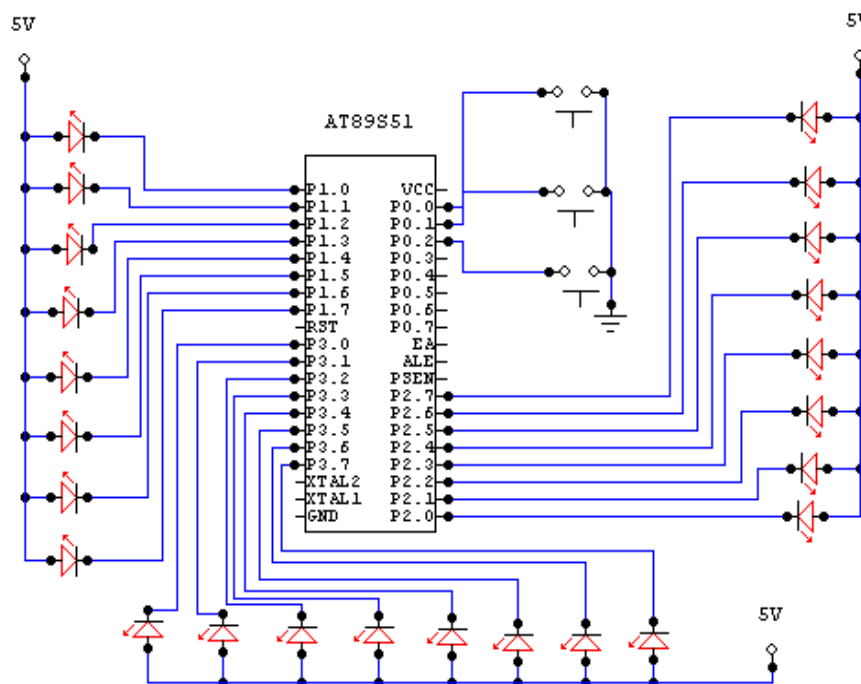 5V
5V
AT89S51
P1.0 VCC
P1.1 P0.0
P1.2 P0.1
P1.3 P0.2
P1.4 P0.3
P1.5 P0.4
P1.6 P0.5
P1.7 P0.6
RST P0.7
P3.0 EA
P3.1 ALE
P3.2 PSEN
P3.3 P2.7
P3.4 P2.6
P3.5 P2.5
P3.6 P2.4
P3.7 P2.3
XTAL2 P2.2
XTAL1 P2.1
GND P2.0
5V